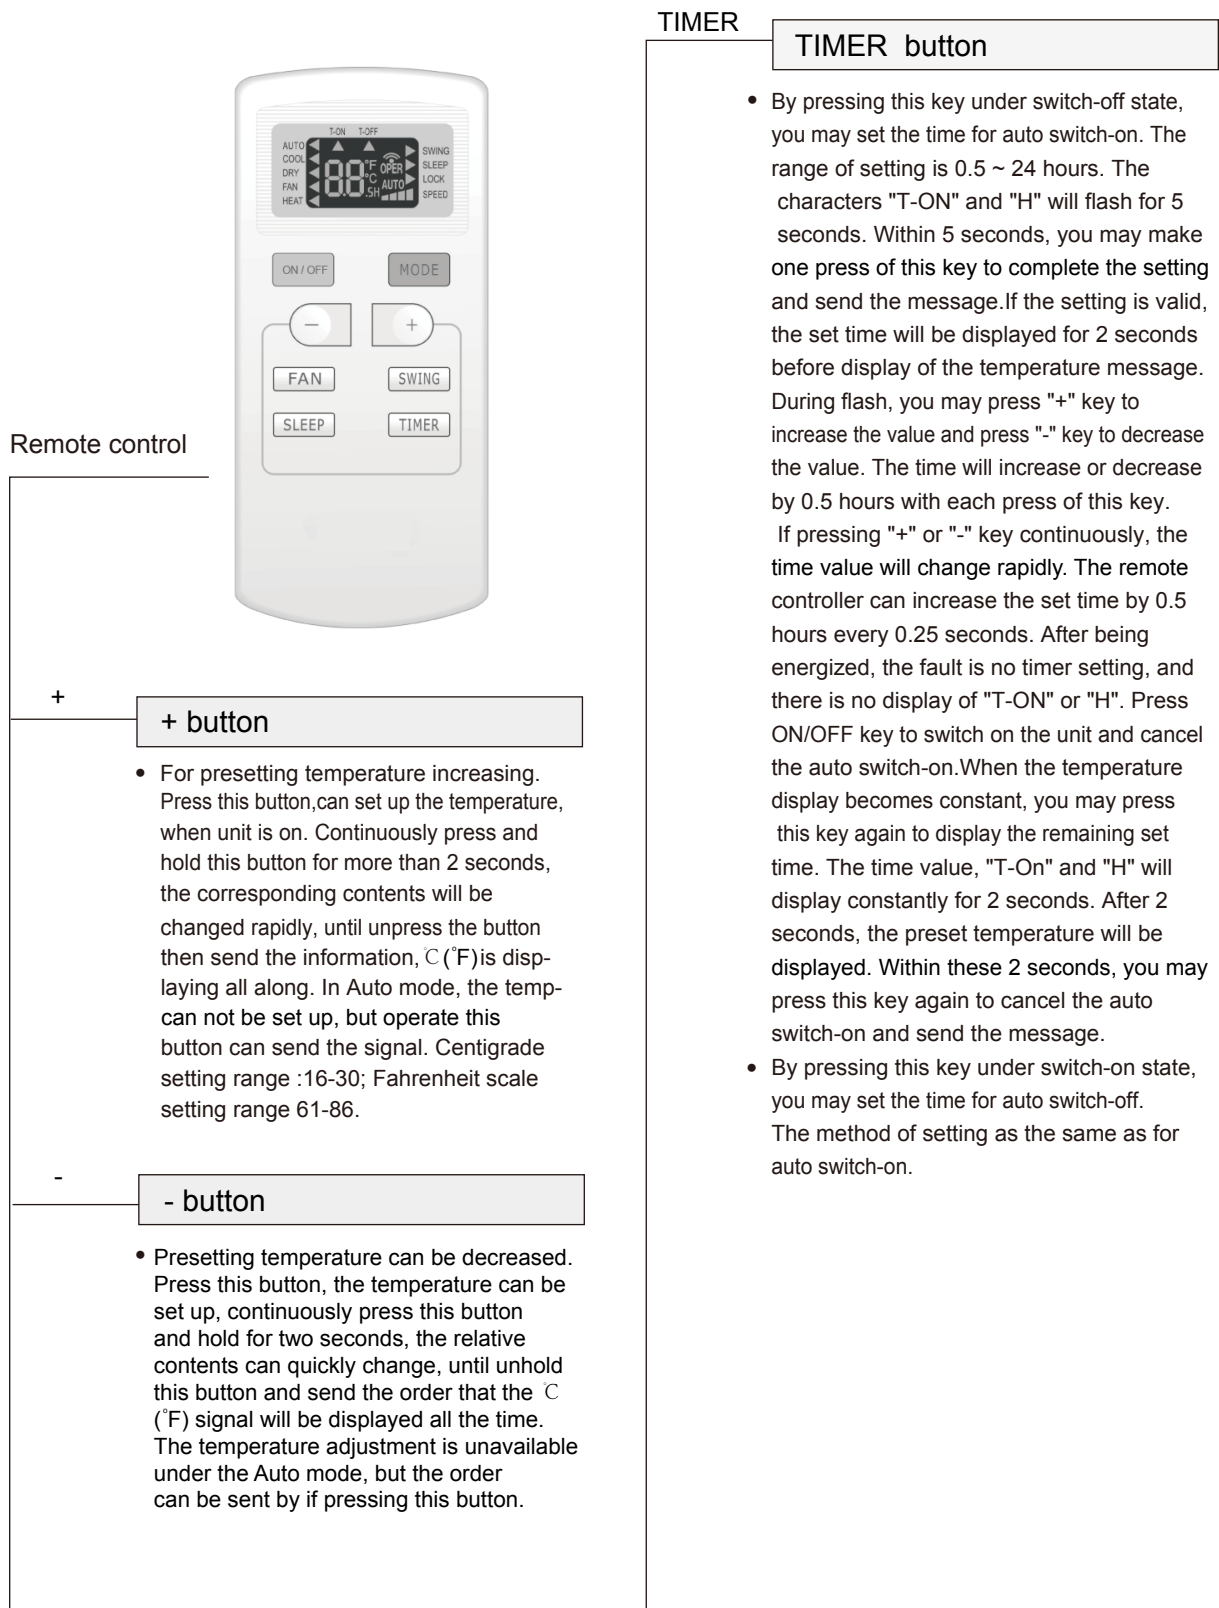 Remote control
T-ON T-OFF
AUTO
COOL
DRY
FAN
HEAT
88
°F
°C
.5H
OPER
AUTO
SWING
SLEEP
LOCK
SPEED
ON / OFF
MODE
−
+
FAN
SWING
SLEEP
TIMER
+
+ button
• For presetting temperature increasing.
Press this button,can set up the temperature,
when unit is on. Continuously press and
hold this button for more than 2 seconds,
the corresponding contents will be
changed rapidly, until unpress the button
then send the information, ℃(°F)is disp-
laying all along. In Auto mode, the temp-
can not be set up, but operate this
button can send the signal. Centigrade
setting range :16-30; Fahrenheit scale
setting range 61-86.
-
- button
• Presetting temperature can be decreased.
Press this button, the temperature can be
set up, continuously press this button
and hold for two seconds, the relative
contents can quickly change, until unhold
this button and send the order that the ℃
(°F) signal will be displayed all the time.
The temperature adjustment is unavailable
under the Auto mode, but the order
can be sent by if pressing this button.
TIMER
TIMER button
• By pressing this key under switch-off state,
you may set the time for auto switch-on. The
range of setting is 0.5 ~ 24 hours. The
characters "T-ON" and "H" will flash for 5
seconds. Within 5 seconds, you may make
one press of this key to complete the setting
and send the message.If the setting is valid,
the set time will be displayed for 2 seconds
before display of the temperature message.
During flash, you may press "+" key to
increase the value and press "-" key to decrease
the value. The time will increase or decrease
by 0.5 hours with each press of this key.
If pressing "+" or "-" key continuously, the
time value will change rapidly. The remote
controller can increase the set time by 0.5
hours every 0.25 seconds. After being
energized, the fault is no timer setting, and
there is no display of "T-ON" or "H". Press
ON/OFF key to switch on the unit and cancel
the auto switch-on.When the temperature
display becomes constant, you may press
this key again to display the remaining set
time. The time value, "T-On" and "H" will
display constantly for 2 seconds. After 2
seconds, the preset temperature will be
displayed. Within these 2 seconds, you may
press this key again to cancel the auto
switch-on and send the message.
• By pressing this key under switch-on state,
you may set the time for auto switch-off.
The method of setting as the same as for
auto switch-on.